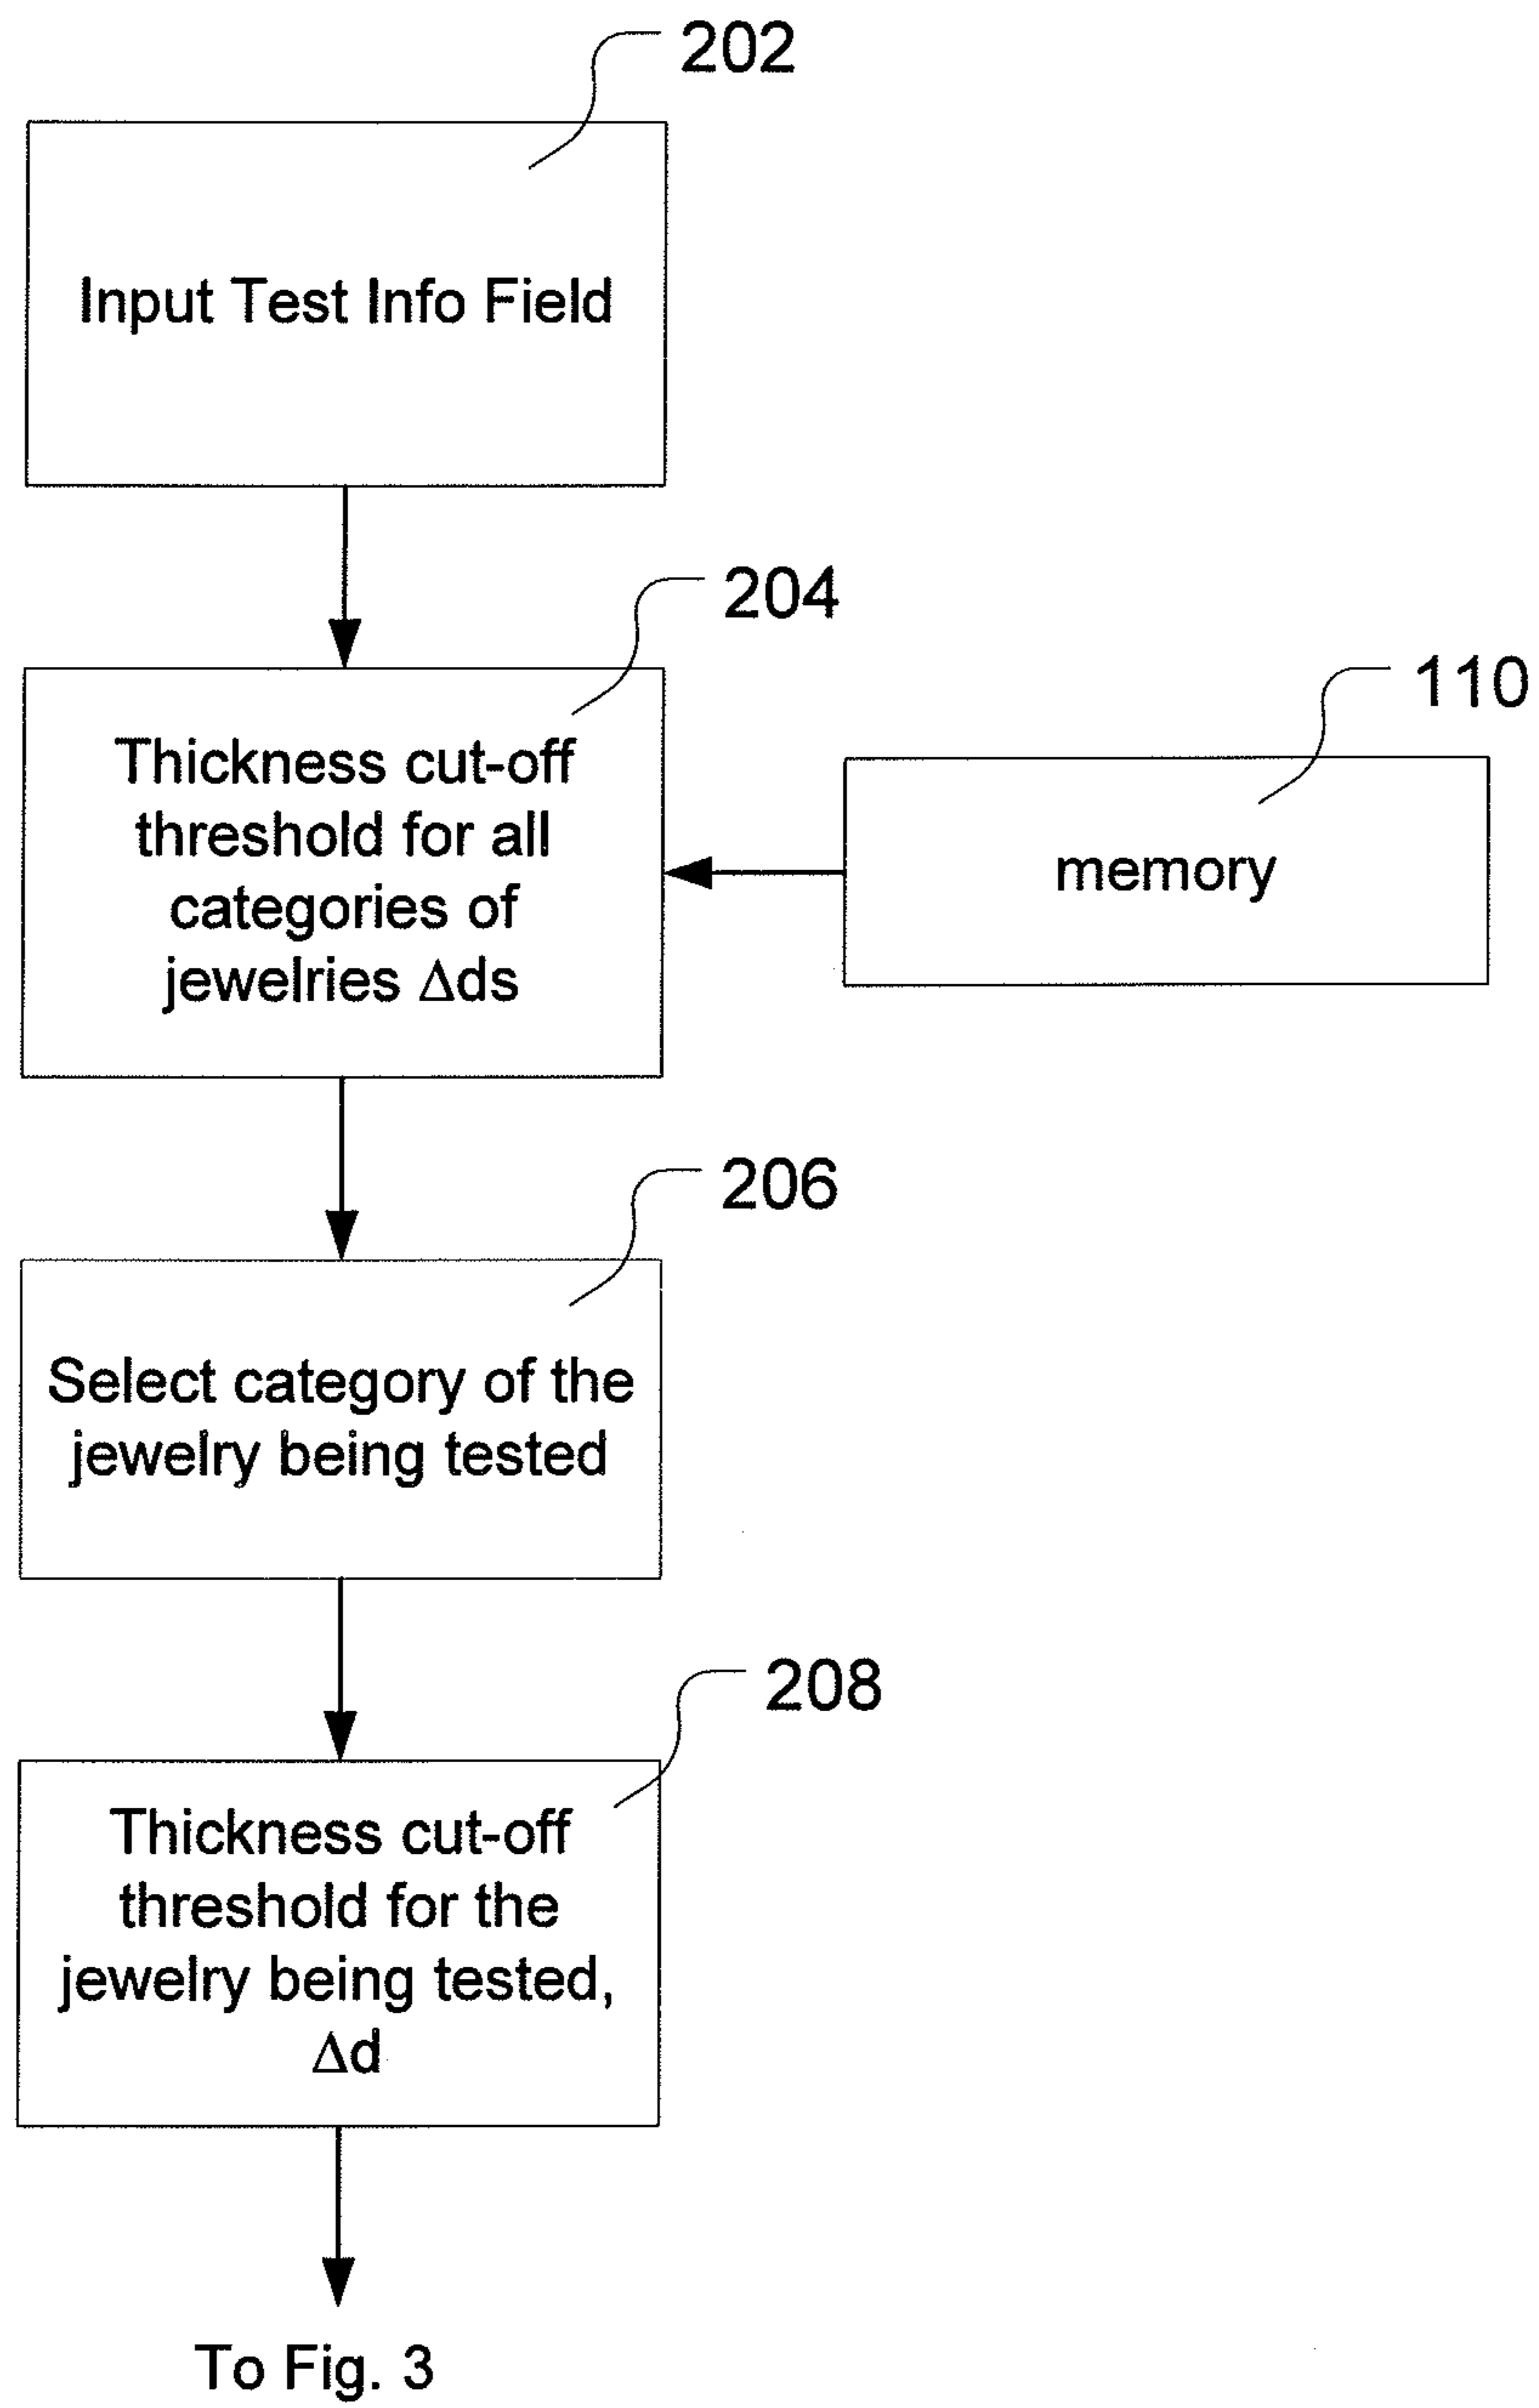 202
Input Test Info Field
204
Thickness cut-off
threshold for all
categories of
jewelries Δds
110
memory
206
Select category of the
jewelry being tested
208
Thickness cut-off
threshold for the
jewelry being tested,
Δd
To Fig. 3